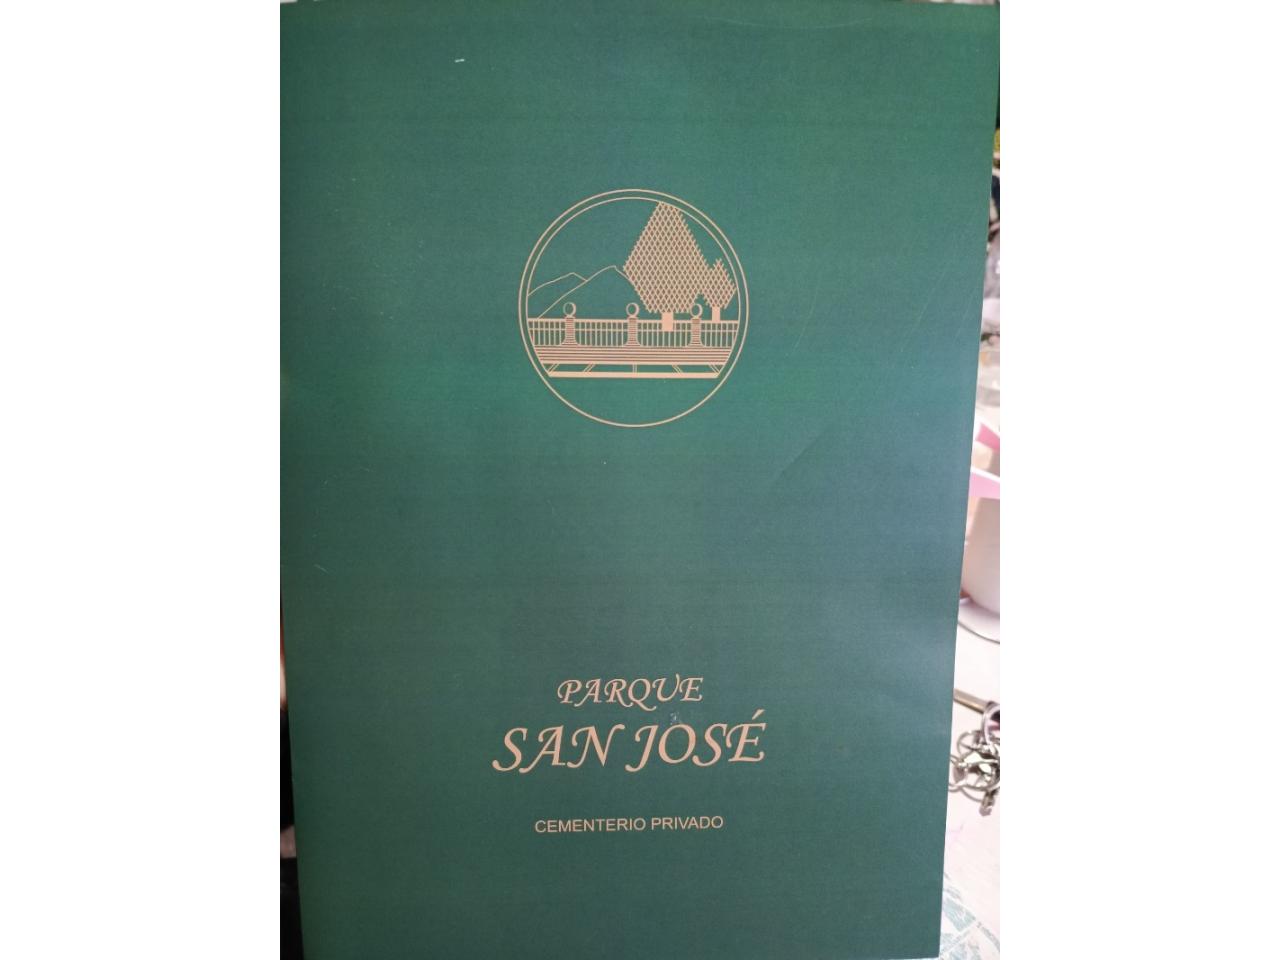 PARQUE
SAN JOSÉ
CEMENTERIO PRIVADO